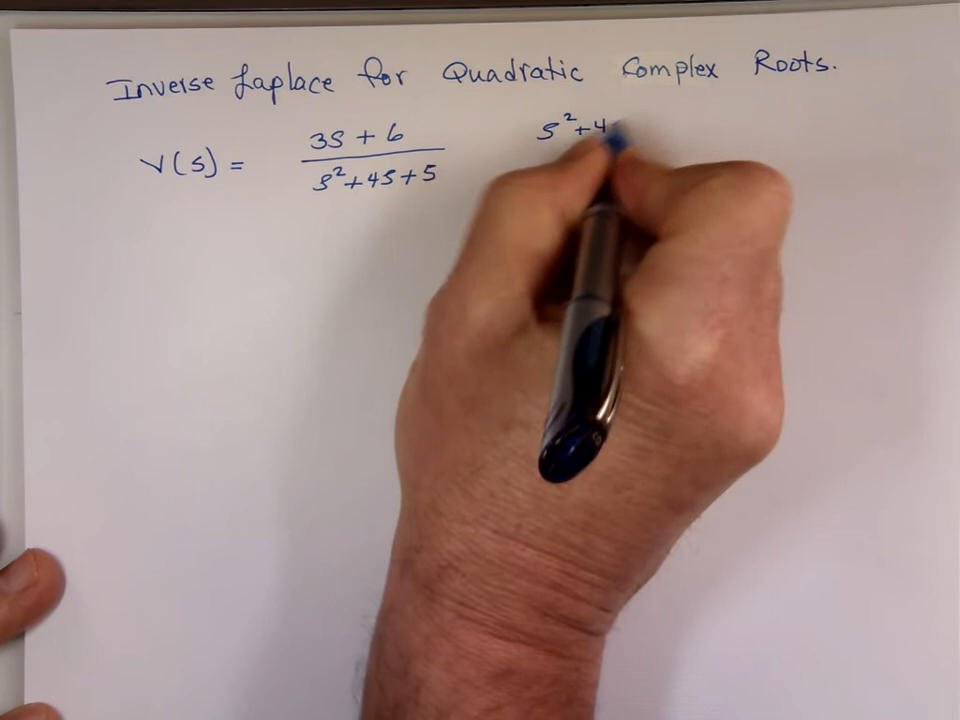 Inverse Laplace for Quadratic Complex Roots.
3S + 6
V(s) =
s²+4s+5
s²+4